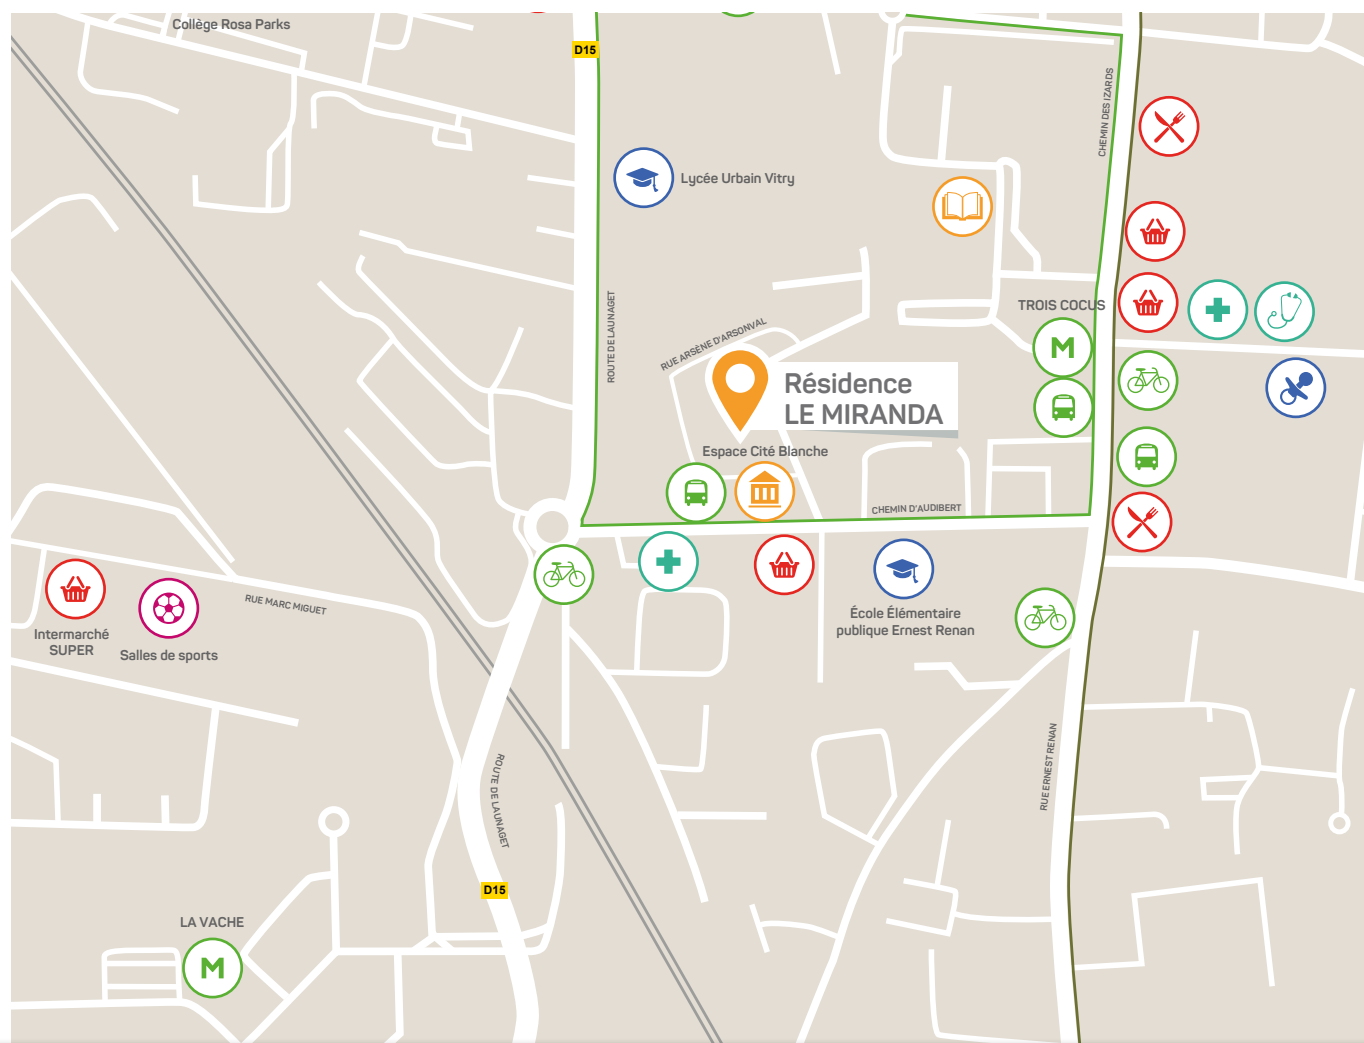 Collège Rosa Parks
D15
CHEMIN DES IZARDS
Lycée Urbain Vitry
ROUTE DE LAUNAGET
TROIS COCUS
RUE ARSÈNE D'ARSONVAL
M
Résidence
LE MIRANDA
Espace Cité Blanche
CHEMIN D'AUDIBERT
RUE MARC MIGUET
Intermarché
SUPER
Salles de sports
École Élémentaire
publique Ernest Renan
RUE ERNEST RENAN
ROUTE DE LAUNAGET
D15
LA VACHE
M